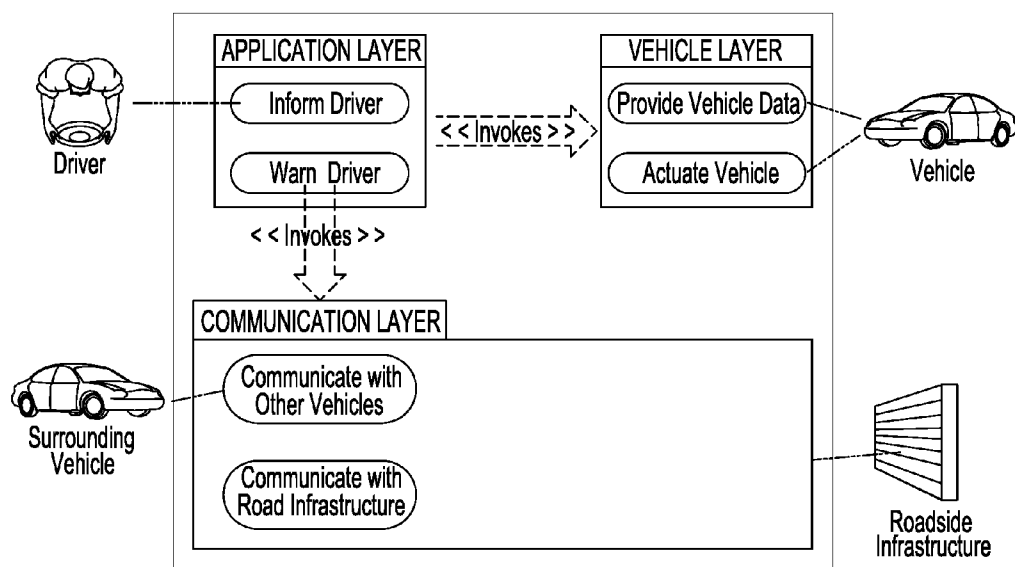 APPLICATION LAYER
VEHICLE LAYER
Inform Driver
Provide Vehicle Data
<< Invokes >>
Driver
Warn Driver
Actuate Vehicle
Vehicle
<< Invokes >>
COMMUNICATION LAYER
Communicate with
Other Vehicles
Surrounding
Vehicle
Communicate with
Road Infrastructure
Roadside
Infrastructure